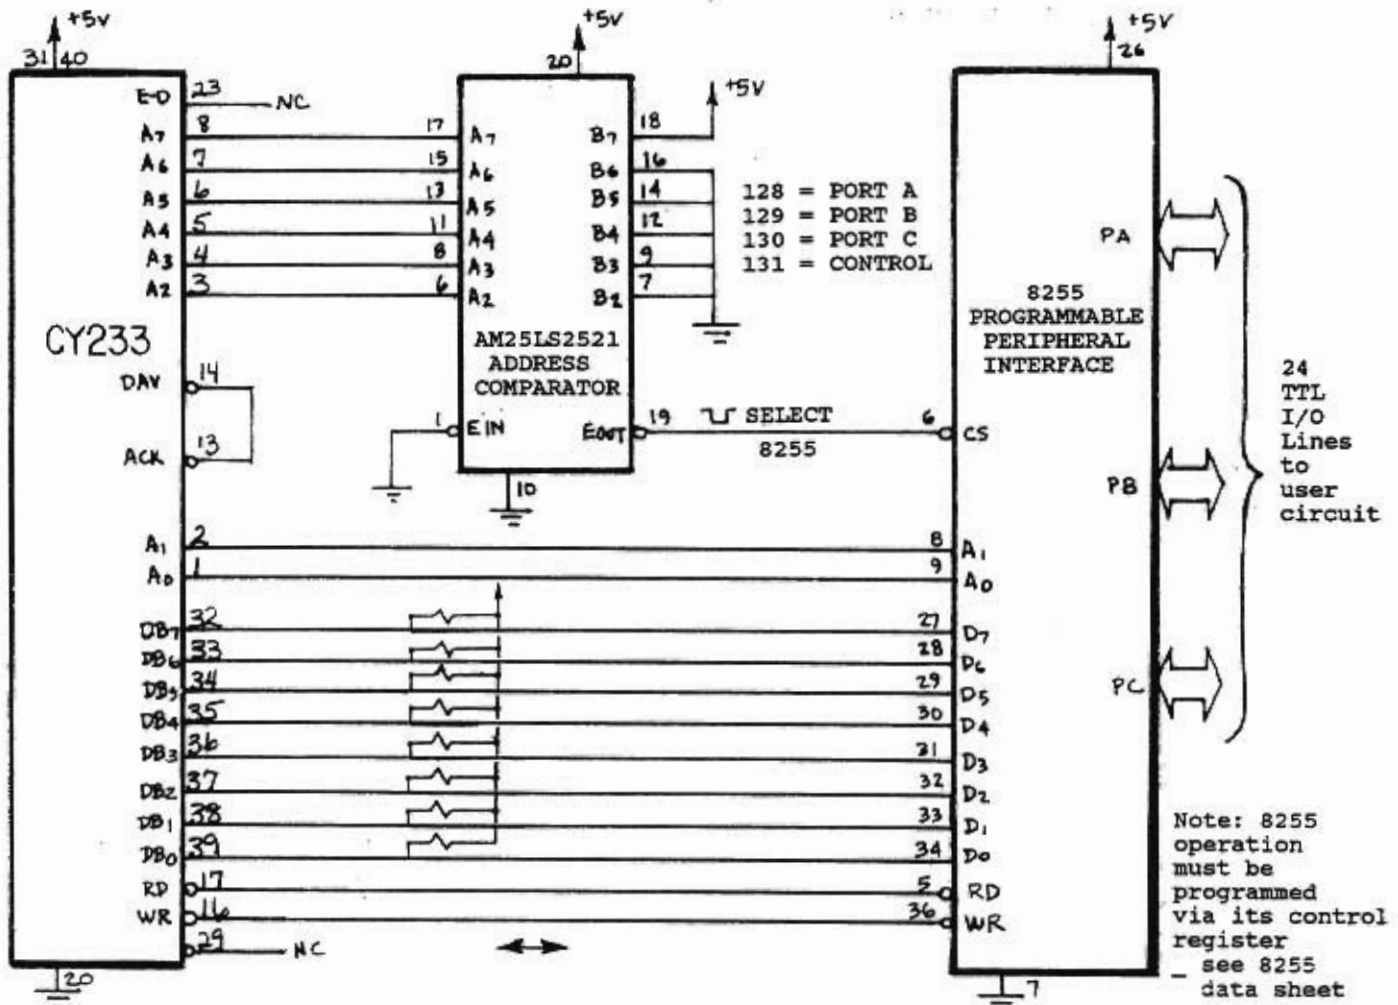 +5V
31 40
+5V
20
+5V
26
E-D 23 NC
A7 8
A6 7
A5 6
A4 5
A3 4
A2 3
CY233
DAV 14
ACK 13
A1 2
A0 1
DB7 32
DB6 33
DB5 34
DB4 35
DB3 36
DB2 37
DB1 38
DB0 39
RD 17
WR 16
29 NC
20
17 A7
15 A6
13 A5
11 A4
8 A3
6 A2
B7 18
B6 16
B5 14
B4 12
B3 9
B2 7
+5V
AM25LS2521
ADDRESS
COMPARATOR
1 EIN
EOUT 19
10
SELECT
8255
128 = PORT A
129 = PORT B
130 = PORT C
131 = CONTROL
8255
PROGRAMMABLE
PERIPHERAL
INTERFACE
6 CS
8 A1
9 A0
27 D7
28 D6
29 D5
30 D4
31 D3
32 D2
33 D1
34 D0
5 RD
36 WR
7
PA
PB
PC
24
TTL
I/O
Lines
to
user
circuit
Note: 8255
operation
must be
programmed
via its control
register
_ see 8255
data sheet